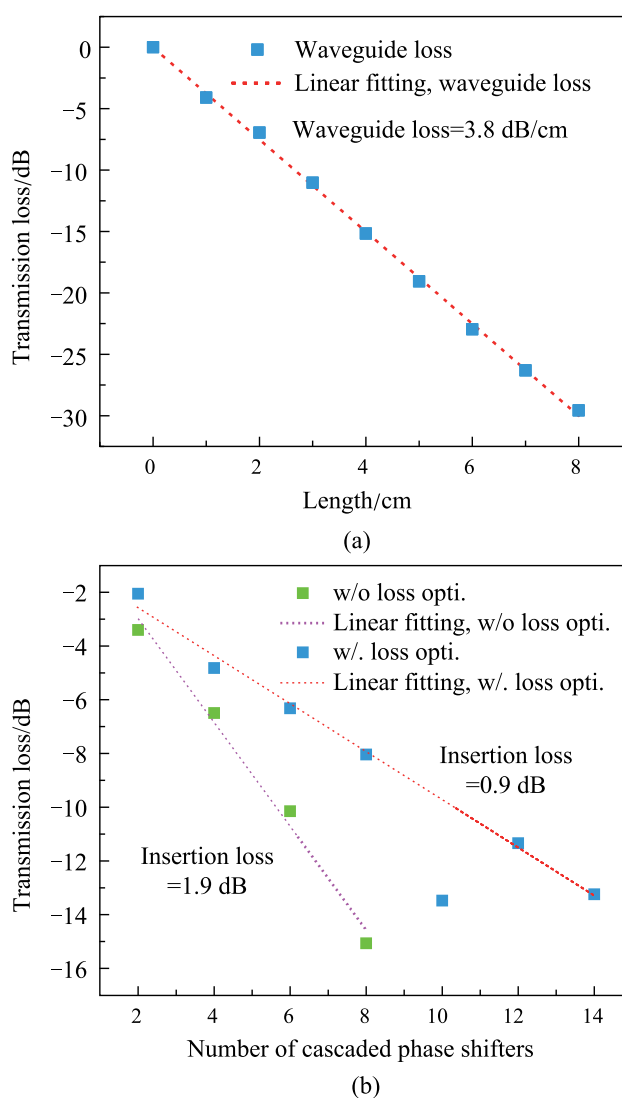 0
−5
−10
−15
−20
−25
−30
Transmission loss/dB
Waveguide loss
Linear fitting, waveguide loss
Waveguide loss=3.8 dB/cm
0 2 4 6 8
Length/cm
(a)
−2
−4
−6
−8
−10
−12
−14
−16
Transmission loss/dB
w/o loss opti.
Linear fitting, w/o loss opti.
w/. loss opti.
Linear fitting, w/. loss opti.
Insertion loss
=0.9 dB
Insertion loss
=1.9 dB
2 4 6 8 10 12 14
Number of cascaded phase shifters
(b)